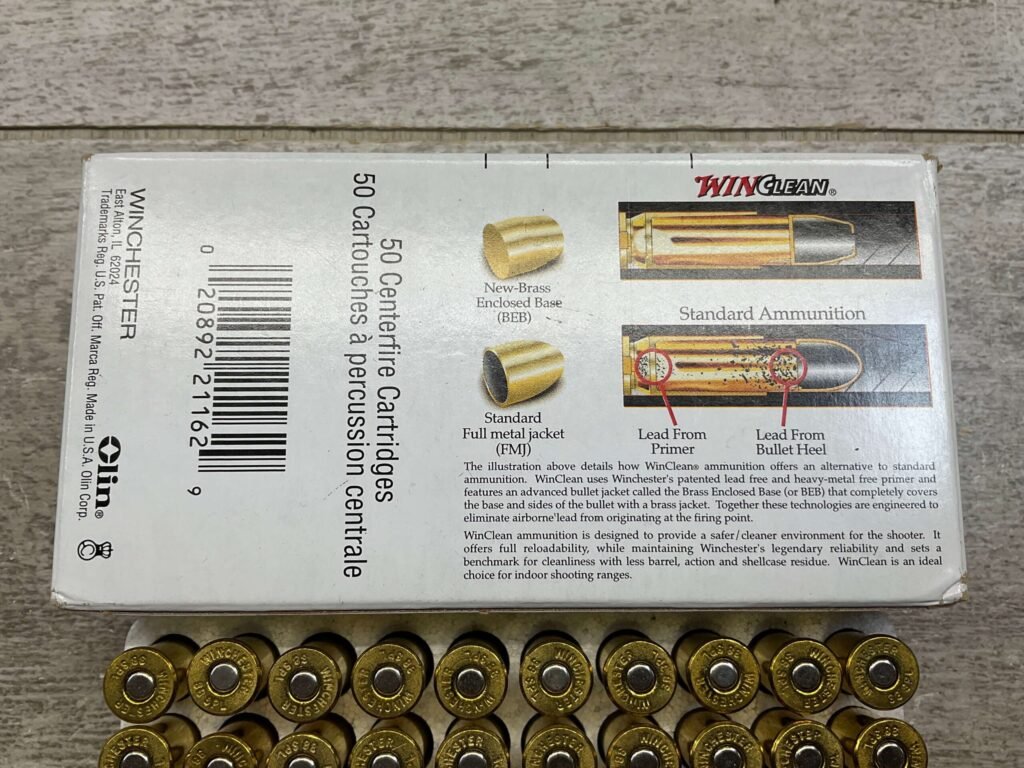 WINCHESTER
East Alton, IL 62024
Trademarks Reg. U.S. Pat. Off. Marca Reg. Made in U.S.A. Olin Corp.
Olin®
0 20892 21162 9
50 Centerfire Cartridges
50 Cartouches à percussion centrale
WINCLEAN®
New-Brass
Enclosed Base
(BEB)
Standard Ammunition
Standard
Full metal jacket
(FMJ)
Lead From
Primer
Lead From
Bullet Heel
The illustration above details how WinClean® ammunition offers an alternative to standard
ammunition. WinClean uses Winchester's patented lead free and heavy-metal free primer and
features an advanced bullet jacket called the Brass Enclosed Base (or BEB) that completely covers
the base and sides of the bullet with a brass jacket. Together these technologies are engineered to
eliminate airborne lead from originating at the firing point.
WinClean ammunition is designed to provide a safer/cleaner environment for the shooter. It
offers full reloadability, while maintaining Winchester's legendary reliability and sets a
benchmark for cleanliness with less barrel, action and shellcase residue. WinClean is an ideal
choice for indoor shooting ranges.
WINCHESTER
WINCHESTER
WINCHESTER